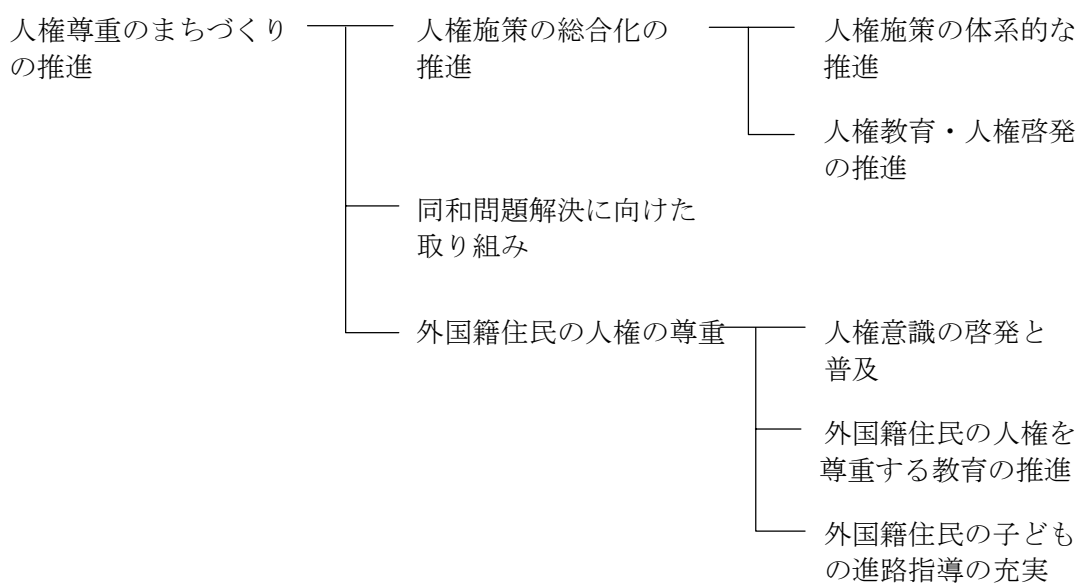 人権尊重のまちづくり
の推進
人権施策の総合化の
推進
人権施策の体系的な
推進
人権教育・人権啓発
の推進
同和問題解決に向けた
取り組み
外国籍住民の人権の尊重
人権意識の啓発と
普及
外国籍住民の人権を
尊重する教育の推進
外国籍住民の子ども
の進路指導の充実